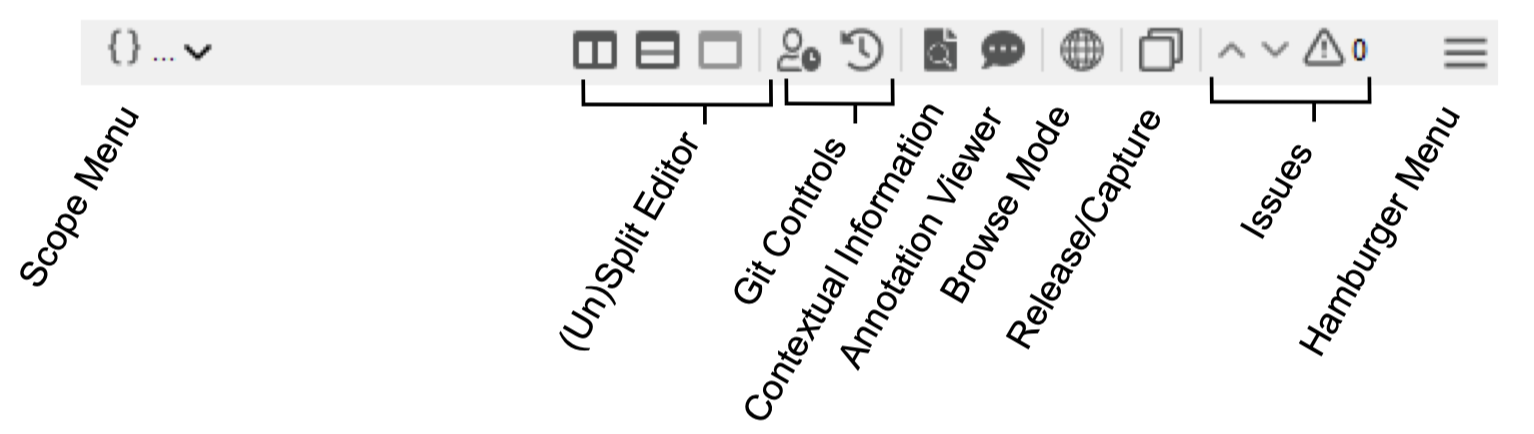 {} ...
0
Scope Menu
(Un)Split Editor
Git Controls
Contextual Information
Annotation Viewer
Browse Mode
Release/Capture
Issues
Hamburger Menu